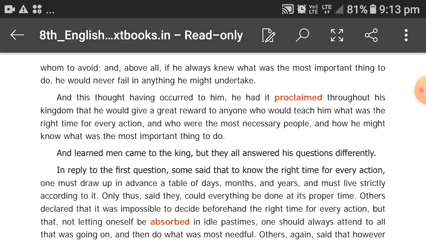 81% 9:13 pm
8th_English...xtbooks.in – Read-only
whom to avoid; and, above all, if he always knew what was the most important thing to
do, he would never fail in anything he might undertake.
And this thought having occurred to him, he had it proclaimed throughout his
kingdom that he would give a great reward to anyone who would teach him what was the
right time for every action, and who were the most necessary people, and how he might
know what was the most important thing to do.
And learned men came to the king, but they all answered his questions differently.
In reply to the first question, some said that to know the right time for every action,
one must draw up in advance a table of days, months, and years, and must live strictly
according to it. Only thus, said they, could everything be done at its proper time. Others
declared that it was impossible to decide beforehand the right time for every action, but
that, not letting oneself be absorbed in idle pastimes, one should always attend to all
that was going on, and then do what was most needful. Others, again, said that however